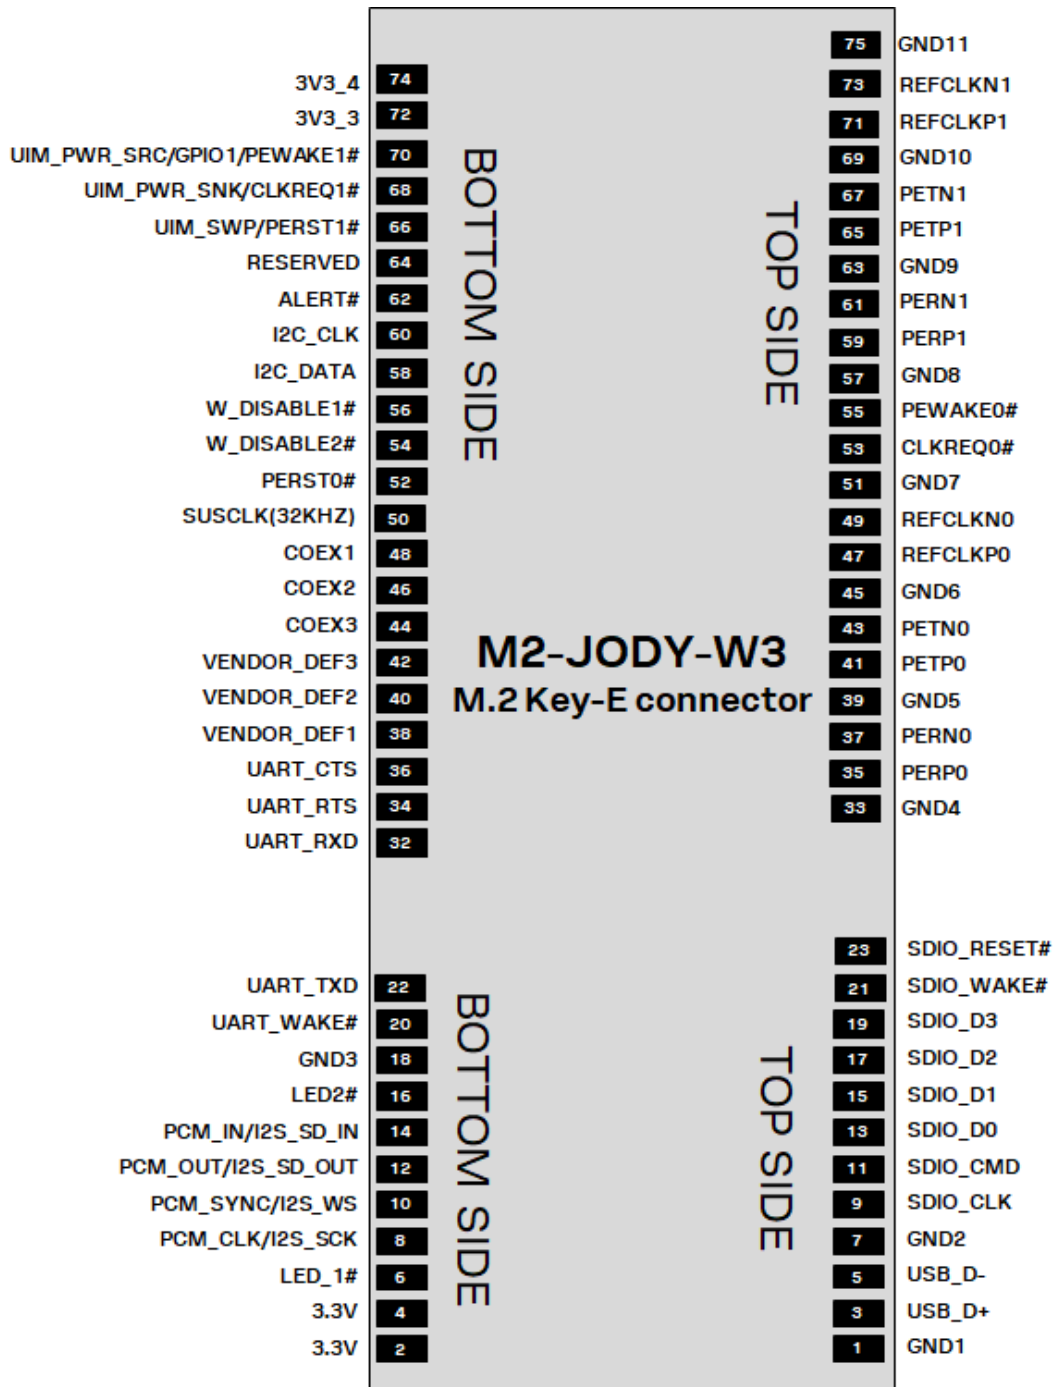 75 GND11
3V3_4 74
73 REFCLKN1
3V3_3 72
71 REFCLKP1
UIM_PWR_SRC/GPIO1/PEWAKE1# 70
69 GND10
UIM_PWR_SNK/CLKREQ1# 68
67 PETN1
UIM_SWP/PERST1# 66
65 PETP1
RESERVED 64
63 GND9
ALERT# 62
61 PERN1
I2C_CLK 60
59 PERP1
I2C_DATA 58
57 GND8
W_DISABLE1# 56
55 PEWAKE0#
W_DISABLE2# 54
53 CLKREQ0#
PERST0# 52
51 GND7
SUSCLK(32KHZ) 50
49 REFCLKN0
COEX1 48
47 REFCLKP0
COEX2 46
45 GND6
COEX3 44
43 PETN0
VENDOR_DEF3 42
41 PETP0
VENDOR_DEF2 40
39 GND5
VENDOR_DEF1 38
37 PERN0
UART_CTS 36
35 PERP0
UART_RTS 34
33 GND4
UART_RXD 32
BOTTOM SIDE
TOP SIDE
M2-JODY-W3
M.2 Key-E connector
23 SDIO_RESET#
UART_TXD 22
21 SDIO_WAKE#
UART_WAKE# 20
19 SDIO_D3
GND3 18
17 SDIO_D2
LED2# 16
15 SDIO_D1
PCM_IN/I2S_SD_IN 14
13 SDIO_D0
PCM_OUT/I2S_SD_OUT 12
11 SDIO_CMD
PCM_SYNC/I2S_WS 10
9 SDIO_CLK
PCM_CLK/I2S_SCK 8
7 GND2
LED_1# 6
5 USB_D-
3.3V 4
3 USB_D+
3.3V 2
1 GND1
BOTTOM SIDE
TOP SIDE